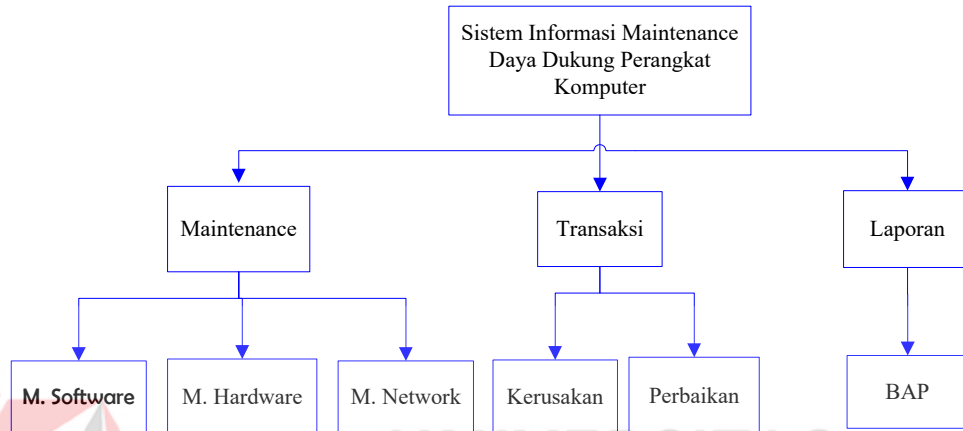 Sistem Informasi Maintenance
Daya Dukung Perangkat
Komputer
Maintenance
Transaksi
Laporan
M. Software
M. Hardware
M. Network
Kerusakan
Perbaikan
BAP